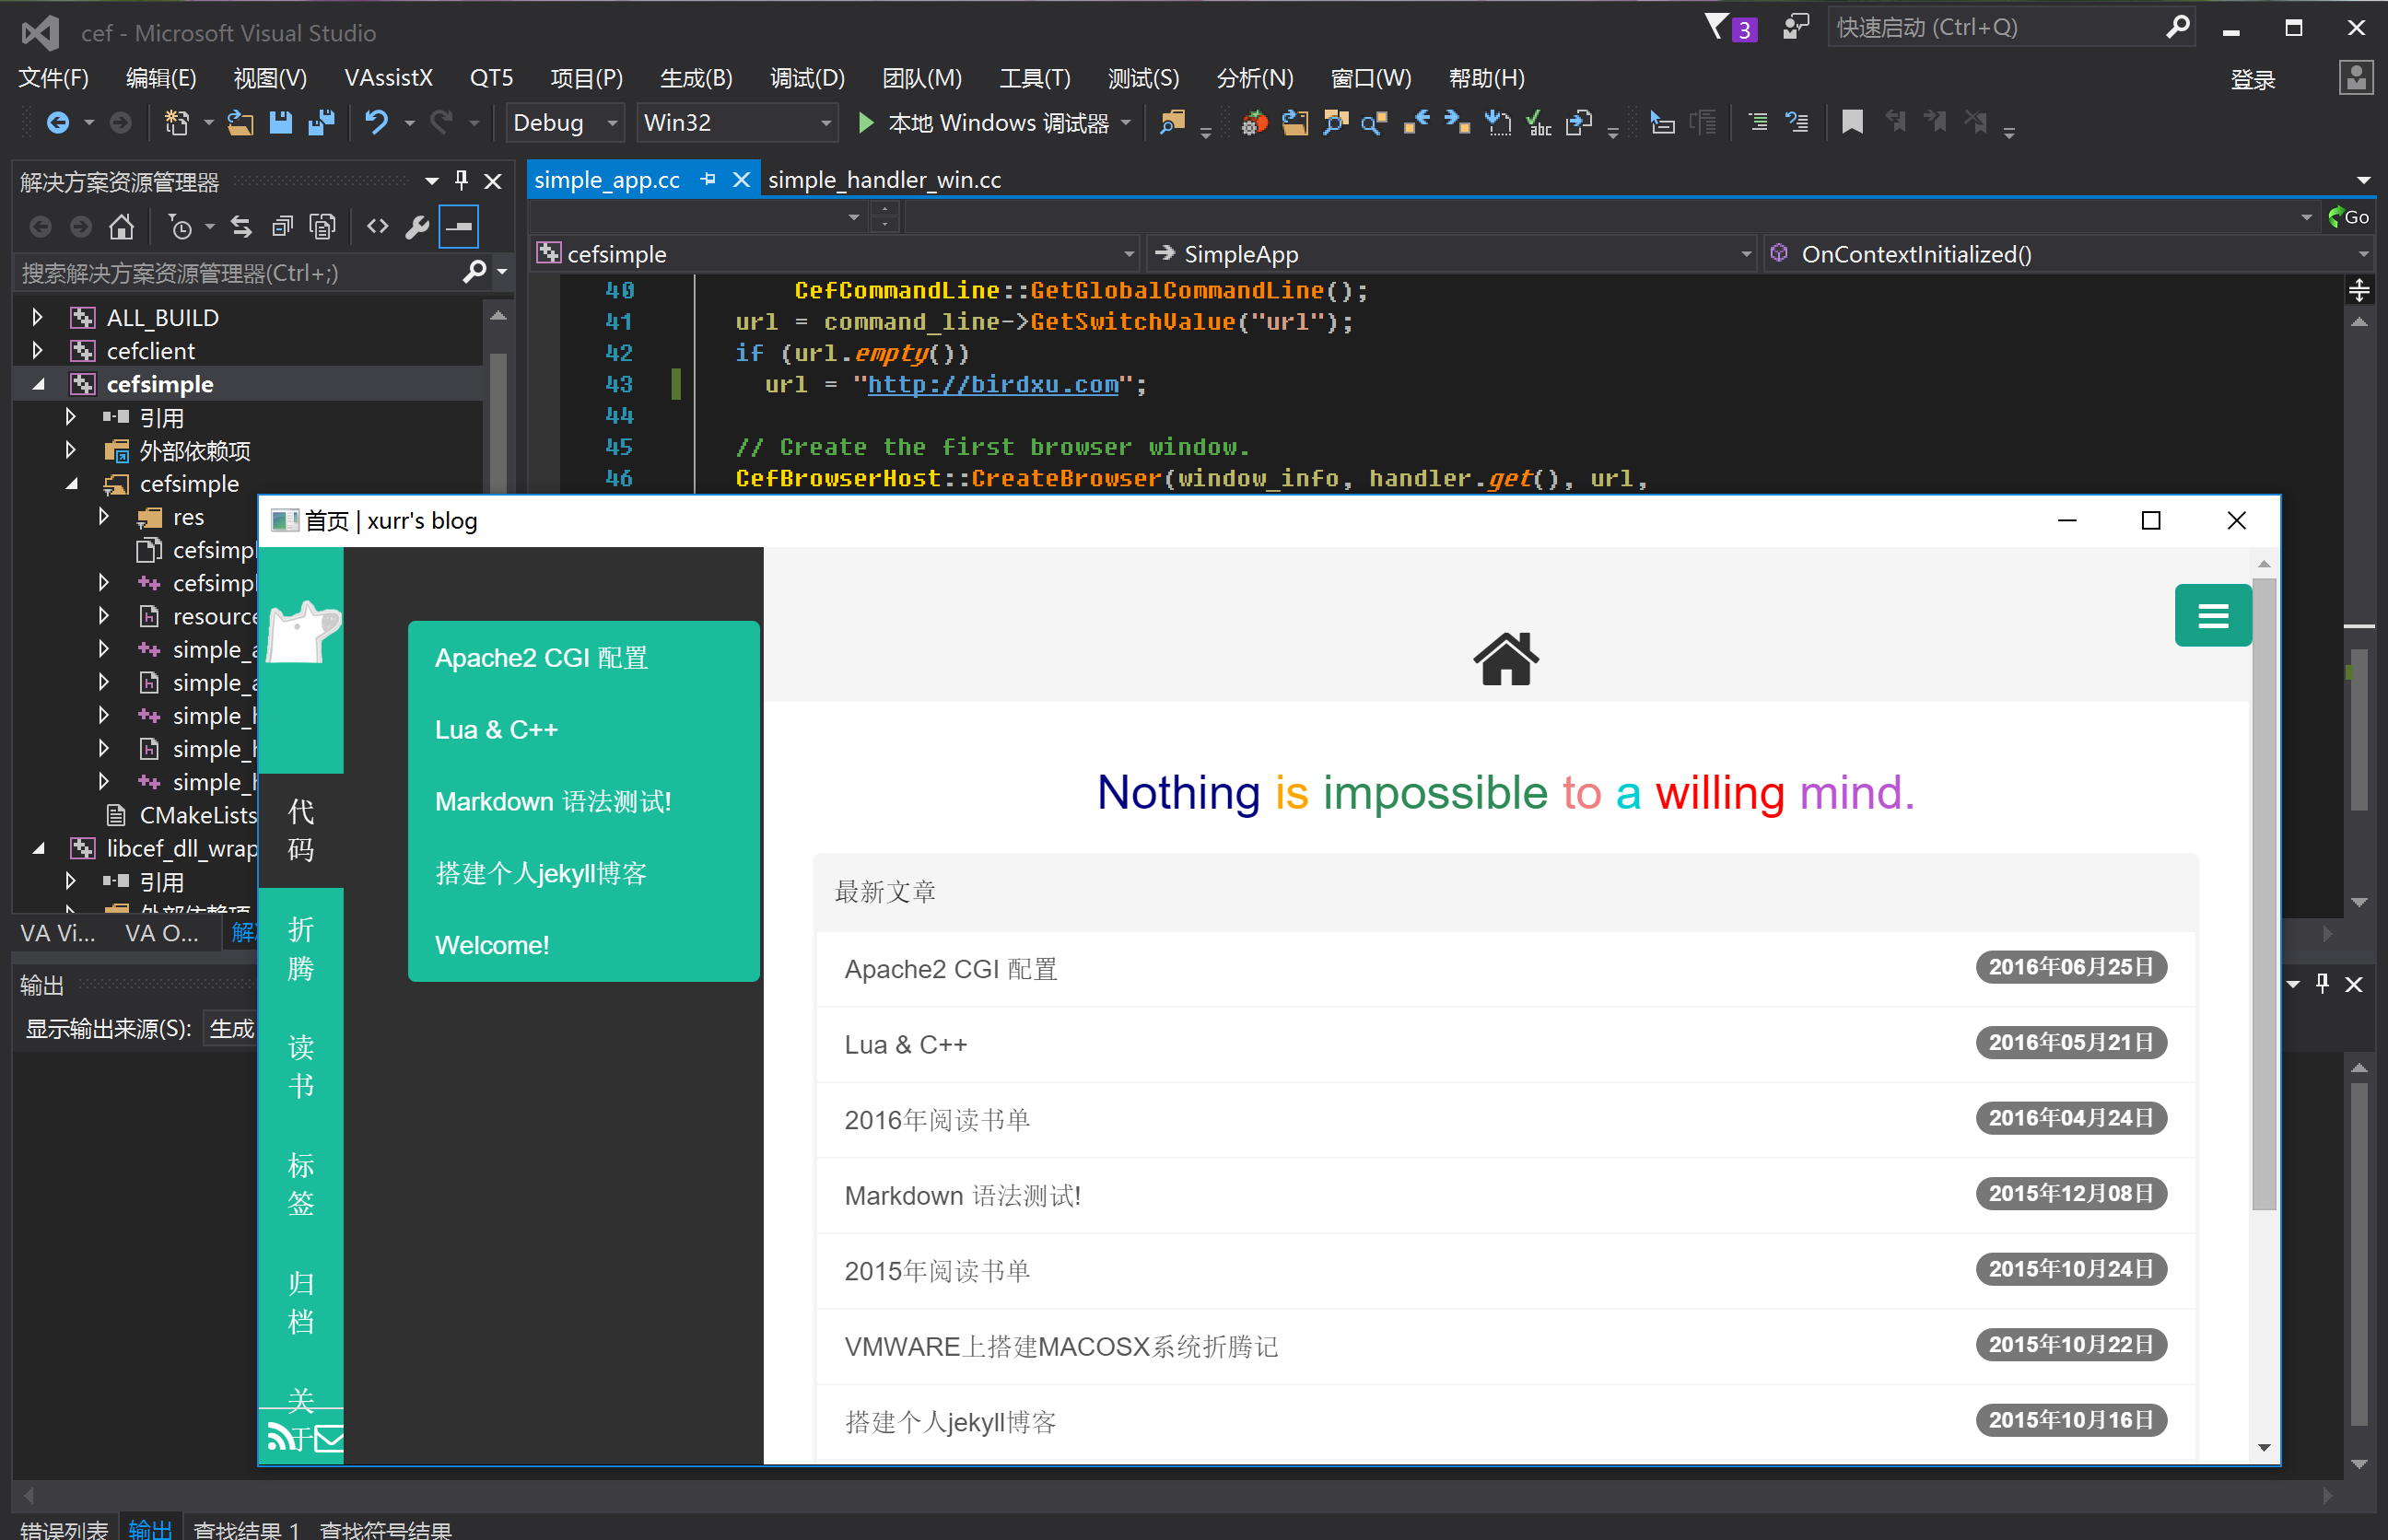 cef - Microsoft Visual Studio
3
快速启动 (Ctrl+Q)
文件(F) 编辑(E) 视图(V) VAssistX QT5 项目(P) 生成(B) 调试(D) 团队(M) 工具(T) 测试(S) 分析(N) 窗口(W) 帮助(H) 登录
Debug Win32 本地 Windows 调试器
解决方案资源管理器
搜索解决方案资源管理器(Ctrl+;)
ALL_BUILD
cefclient
cefsimple
引用
外部依赖项
cefsimple
res
cefsimpl
cefsimpl
resource
simple_a
simple_a
simple_h
simple_h
simple_h
CMakeLists
libcef_dll_wrap
引用
外部依赖项
VA Vi... VA O... 解决
simple_app.cc simple_handler_win.cc
Go
cefsimple SimpleApp OnContextInitialized()
40 CefCommandLine::GetGlobalCommandLine();
41 url = command_line->GetSwitchValue("url");
42 if (url.empty())
43 url = "http://birdxu.com";
44
45 // Create the first browser window.
46 CefBrowserHost::CreateBrowser(window_info, handler.get(), url,
首页 | xurr's blog
代码
折腾
读书
标签
归档
关于
Apache2 CGI 配置
Lua & C++
Markdown 语法测试!
搭建个人jekyll博客
Welcome!
Nothing is impossible to a willing mind.
最新文章
Apache2 CGI 配置 2016年06月25日
Lua & C++ 2016年05月21日
2016年阅读书单 2016年04月24日
Markdown 语法测试! 2015年12月08日
2015年阅读书单 2015年10月24日
VMWARE上搭建MACOSX系统折腾记 2015年10月22日
搭建个人jekyll博客 2015年10月16日
输出
显示输出来源(S): 生成
错误列表 输出 查找结果 1 查找符号结果